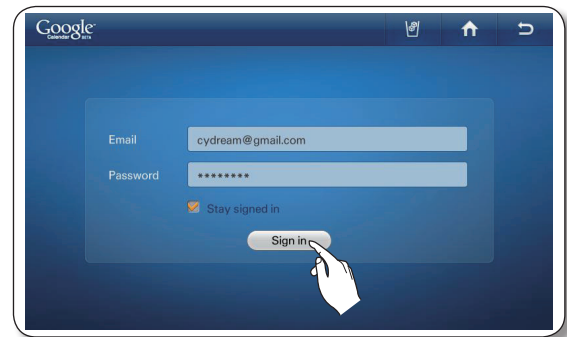 Google
Calendar BETA
Email
cydream@gmail.com
Password
********
Stay signed in
Sign in